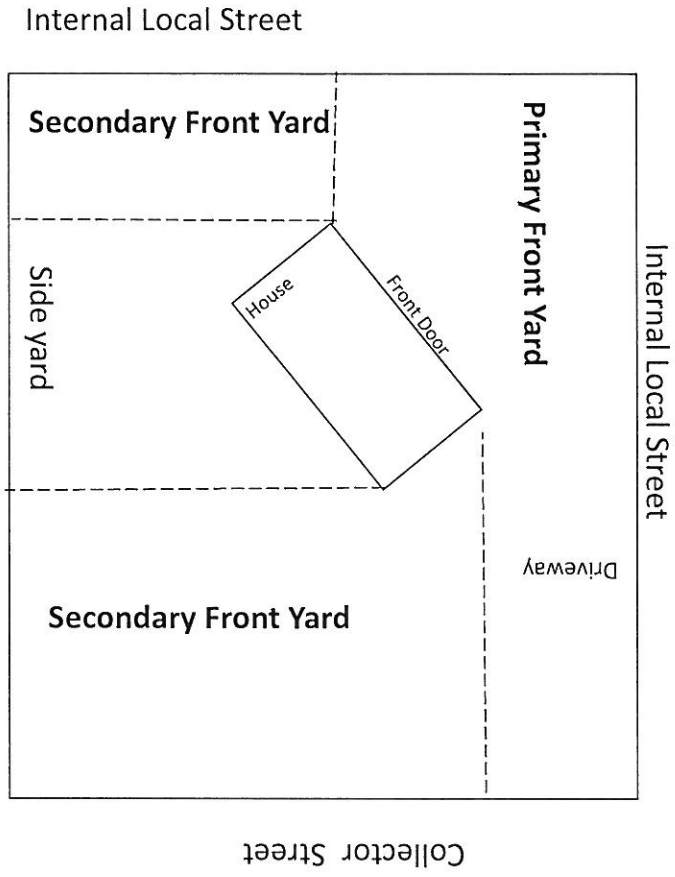 Internal Local Street
Secondary Front Yard
Primary Front Yard
Internal Local Street
Side yard
House
Front Door
Driveway
Secondary Front Yard
Collector Street